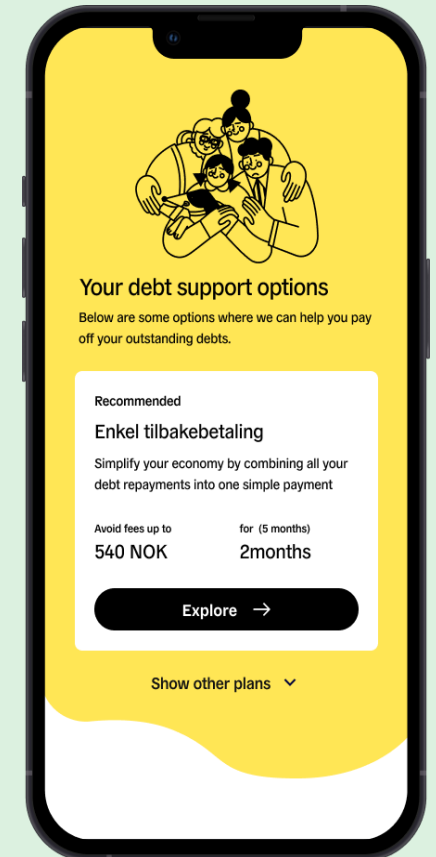 Your debt support options
Below are some options where we can help you pay
off your outstanding debts.
Recommended
Enkel tilbakebetaling
Simplify your economy by combining all your
debt repayments into one simple payment
Avoid fees up to
for (5 months)
540 NOK
2months
Explore →
Show other plans